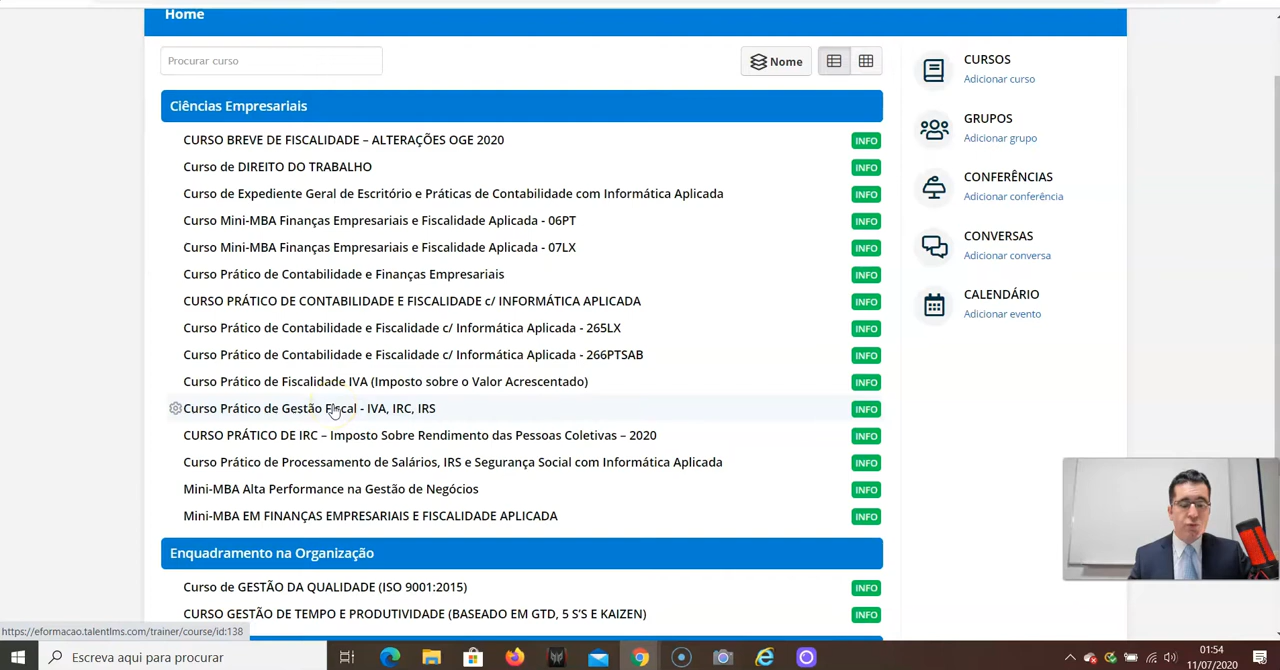 Home
Procurar curso
Nome
Ciências Empresariais
CURSO BREVE DE FISCALIDADE – ALTERAÇÕES OGE 2020
INFO
Curso de DIREITO DO TRABALHO
INFO
Curso de Expediente Geral de Escritório e Práticas de Contabilidade com Informática Aplicada
INFO
Curso Mini-MBA Finanças Empresariais e Fiscalidade Aplicada - 06PT
INFO
Curso Mini-MBA Finanças Empresariais e Fiscalidade Aplicada - 07LX
INFO
Curso Prático de Contabilidade e Finanças Empresariais
INFO
CURSO PRÁTICO DE CONTABILIDADE E FISCALIDADE c/ INFORMÁTICA APLICADA
INFO
Curso Prático de Contabilidade e Fiscalidade c/ Informática Aplicada - 265LX
INFO
Curso Prático de Contabilidade e Fiscalidade c/ Informática Aplicada - 266PTSAB
INFO
Curso Prático de Fiscalidade IVA (Imposto sobre o Valor Acrescentado)
INFO
Curso Prático de Gestão Fiscal - IVA, IRC, IRS
INFO
CURSO PRÁTICO DE IRC – Imposto Sobre Rendimento das Pessoas Coletivas – 2020
INFO
Curso Prático de Processamento de Salários, IRS e Segurança Social com Informática Aplicada
INFO
Mini-MBA Alta Performance na Gestão de Negócios
INFO
Mini-MBA EM FINANÇAS EMPRESARIAIS E FISCALIDADE APLICADA
INFO
Enquadramento na Organização
Curso de GESTÃO DA QUALIDADE (ISO 9001:2015)
INFO
CURSO GESTÃO DE TEMPO E PRODUTIVIDADE (BASEADO EM GTD, 5 S'S E KAIZEN)
INFO
CURSOS
Adicionar curso
GRUPOS
Adicionar grupo
CONFERÊNCIAS
Adicionar conferência
CONVERSAS
Adicionar conversa
CALENDÁRIO
Adicionar evento
https://eformacao.talentlms.com/trainer/course/id:138
Escreva aqui para procurar
01:54
11/07/2020